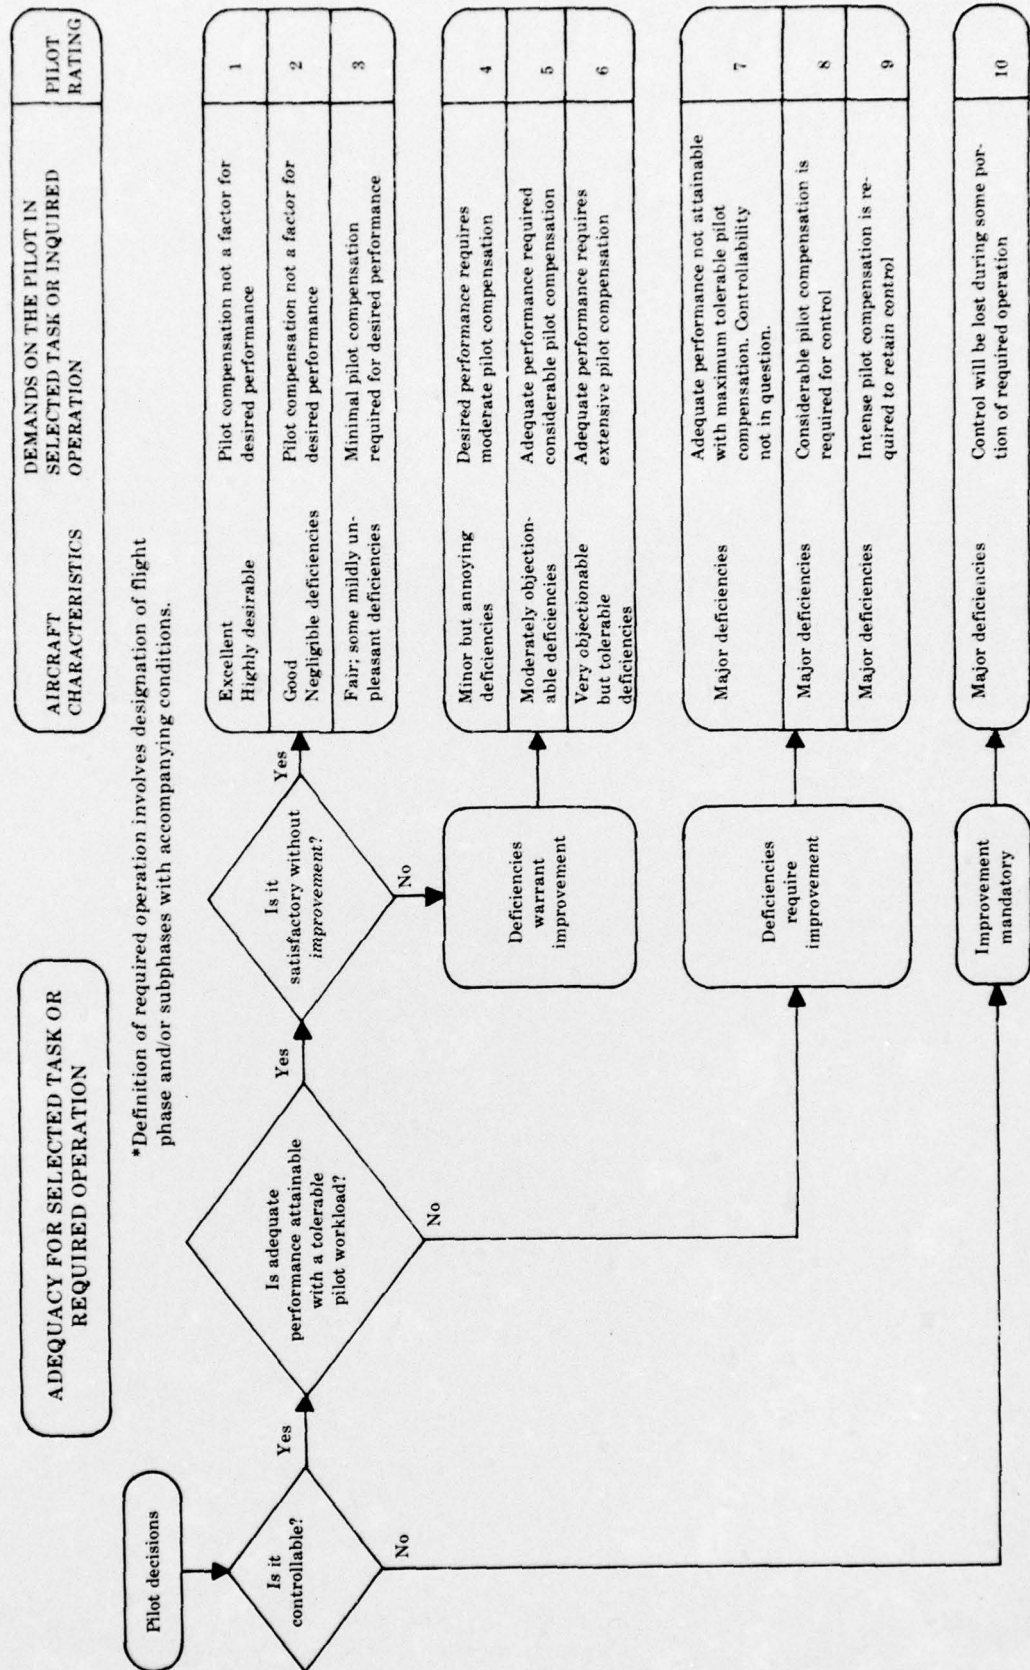 ADEQUACY FOR SELECTED TASK OR
REQUIRED OPERATION
AIRCRAFT
CHARACTERISTICS
DEMANDS ON THE PILOT IN
SELECTED TASK OR INQUIRED
OPERATION
PILOT
RATING
*Definition of required operation involves designation of flight
phase and/or subphases with accompanying conditions.
Pilot decisions
Is it
controllable?
Yes
No
Is adequate
performance attainable
with a tolerable
pilot workload?
Yes
No
Is it
satisfactory without
improvement?
Yes
No
Excellent
Highly desirable
Pilot compensation not a factor for
desired performance
1
Good
Negligible deficiencies
Pilot compensation not a factor for
desired performance
2
Fair; some mildly un-
pleasant deficiencies
Minimal pilot compensation
required for desired performance
3
Deficiencies
warrant
improvement
Minor but annoying
deficiencies
Desired performance requires
moderate pilot compensation
4
Moderately objection-
able deficiencies
Adequate performance required
considerable pilot compensation
5
Very objectionable
but tolerable
deficiencies
Adequate performance requires
extensive pilot compensation
6
Deficiencies
require
improvement
Major deficiencies
Adequate performance not attainable
with maximum tolerable pilot
compensation. Controllability
not in question.
7
Major deficiencies
Considerable pilot compensation is
required for control
8
Major deficiencies
Intense pilot compensation is re-
quired to retain control
9
Improvement
mandatory
Major deficiencies
Control will be lost during some por-
tion of required operation
10